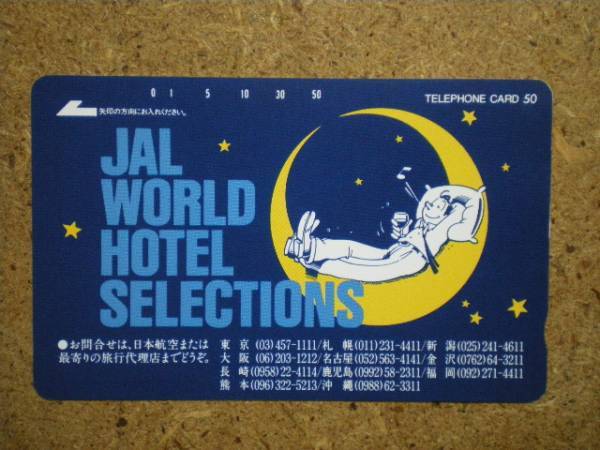 0 1 5 10 30 50
TELEPHONE CARD 50
矢印の方向にお入れください。
JAL
WORLD
HOTEL
SELECTIONS
●お問合せは、日本航空または
最寄りの旅行代理店までどうぞ。
東 京 (03)457-1111/札 幌(011)231-4411/新 潟(025)241-4611
大 阪 (06)203-1212/名古屋(052)563-4141/金 沢(0762)64-3211
長 崎(0958)22-4114/鹿児島(0992)58-2311/福 岡(092)271-4411
熊 本(096)322-5213/沖 縄(0988)62-3311